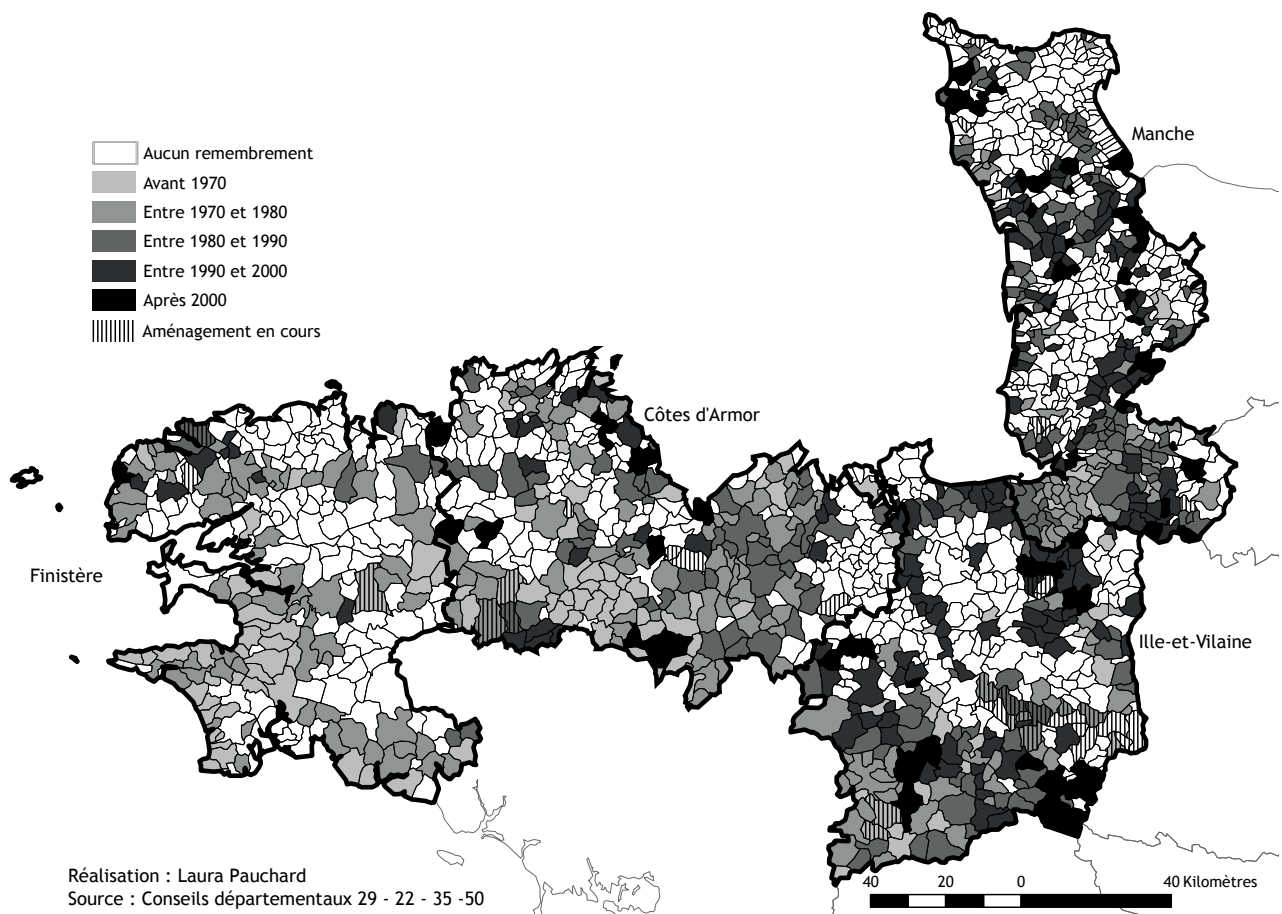 Manche
Aucun remembrement
Avant 1970
Entre 1970 et 1980
Entre 1980 et 1990
Entre 1990 et 2000
Après 2000
Aménagement en cours
Côtes d'Armor
Finistère
Ille-et-Vilaine
Réalisation : Laura Pauchard
Source : Conseils départementaux 29 - 22 - 35 -50
40 20 0 40 Kilomètres